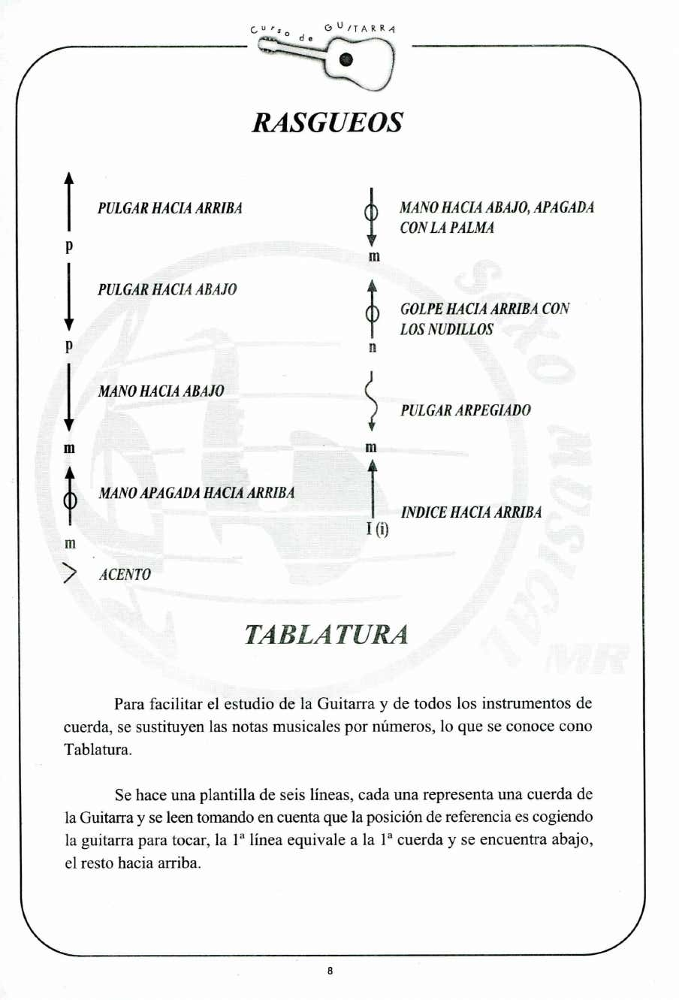 Curso de GUITARRA
RASGUEOS
PULGAR HACIA ARRIBA
p
PULGAR HACIA ABAJO
p
MANO HACIA ABAJO
m
MANO APAGADA HACIA ARRIBA
m
ACENTO
MANO HACIA ABAJO, APAGADA
CON LA PALMA
m
GOLPE HACIA ARRIBA CON
LOS NUDILLOS
n
PULGAR ARPEGIADO
m
INDICE HACIA ARRIBA
I (i)
SAXO MUSICAL
MR
TABLATURA
Para facilitar el estudio de la Guitarra y de todos los instrumentos de
cuerda, se sustituyen las notas musicales por números, lo que se conoce cono
Tablatura.
Se hace una plantilla de seis líneas, cada una representa una cuerda de
la Guitarra y se leen tomando en cuenta que la posición de referencia es cogiendo
la guitarra para tocar, la 1ª línea equivale a la 1ª cuerda y se encuentra abajo,
el resto hacia arriba.
8